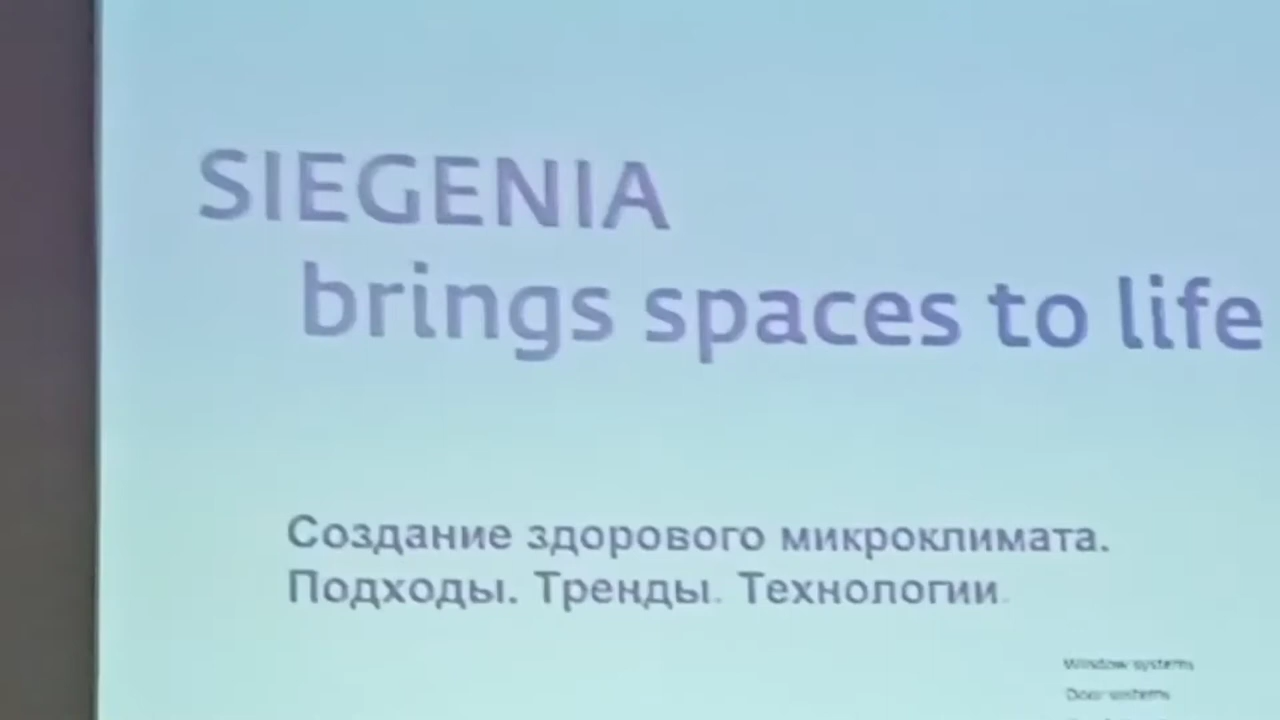 SIEGENIA
brings spaces to life
Создание здорового микроклимата.
Подходы. Тренды. Технологии.
Window systems
Door systems